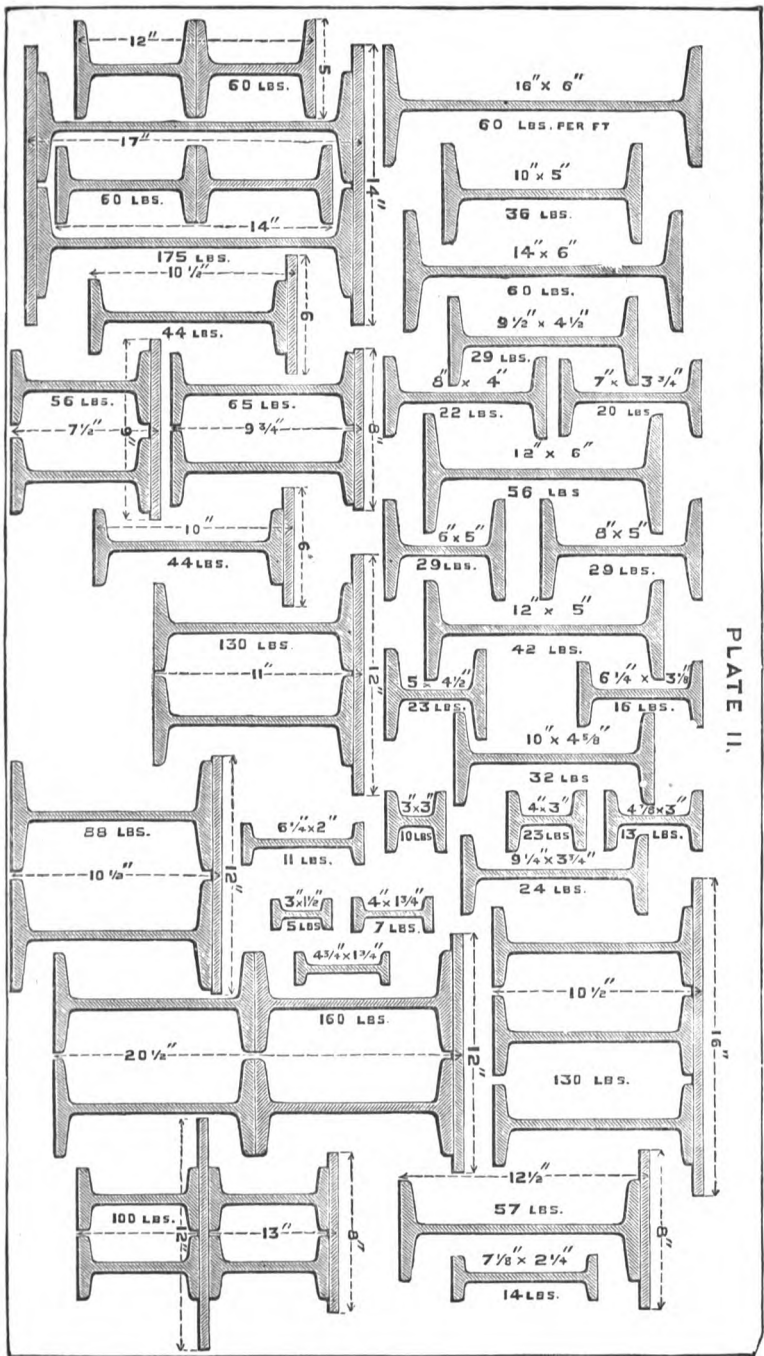 PLATE II.
12"
5
60 LBS.
17"
14"
60 LBS.
14"
175 LBS.
10 1/2"
6
44 LBS.
56 LBS.
7 1/2"
9"
65 LBS.
9 3/4"
8"
10"
6"
44 LBS.
130 LBS.
11"
12"
88 LBS.
10 1/2"
12"
6 1/4" × 2"
11 LBS.
3" × 1 1/2"
5 LBS
4" × 1 3/4"
7 LBS.
4 3/4" × 1 3/4"
160 LBS.
20 1/2"
12"
100 LBS.
12"
13"
8"
16" × 6"
60 LBS. PER FT
10" × 5"
36 LBS.
14" × 6"
60 LBS.
9 1/2" × 4 1/2"
29 LBS.
8" × 4"
22 LBS.
7" × 3 3/4"
20 LBS
12" × 6"
56 LBS
6" × 5"
29 LBS.
8" × 5"
29 LBS.
12" × 5"
42 LBS.
5 × 4 1/2"
23 LBS.
6 1/4" × 3 1/8"
16 LBS.
10" × 4 5/8"
32 LBS
3" × 3"
10 LBS
4" × 3"
23 LBS
4 1/8 × 3"
13 LBS.
9 1/4" × 3 3/4"
24 LBS.
10 1/2"
16"
130 LBS.
12 1/2"
57 LBS.
8"
7 1/8" × 2 1/4"
14 LBS.